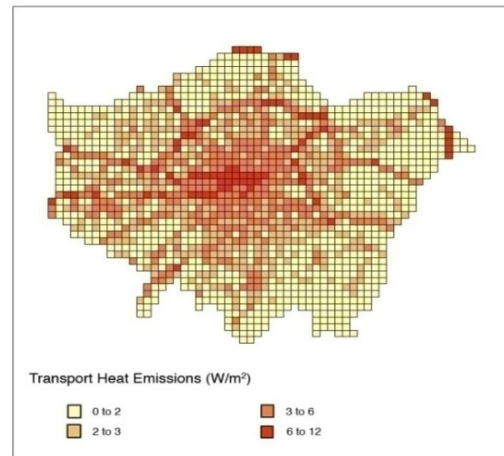 Transport Heat Emissions (W/m²)
0 to 2
3 to 6
2 to 3
6 to 12